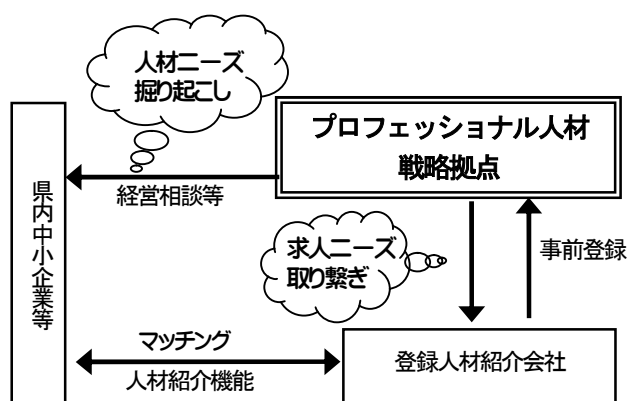 人材ニーズ
掘り起こし
プロフェッショナル人材
戦略拠点
経営相談等
県内中小企業等
求人ニーズ
取り繋ぎ
事前登録
マッチング
人材紹介機能
登録人材紹介会社